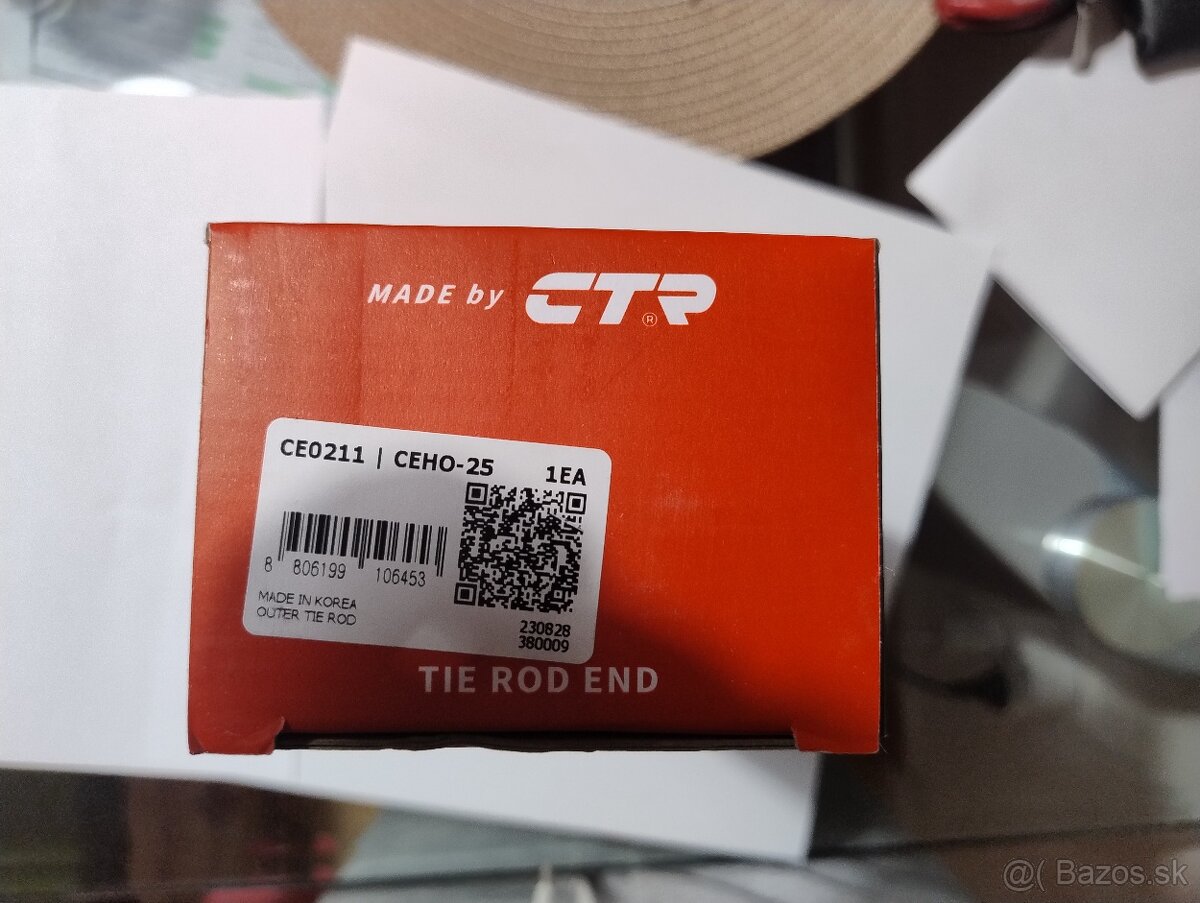 MADE by CTR®
CE0211 | CEHO-25 1EA
8 806199 106453
MADE IN KOREA
OUTER TIE ROD
230828
380009
TIE ROD END
@( Bazos.sk